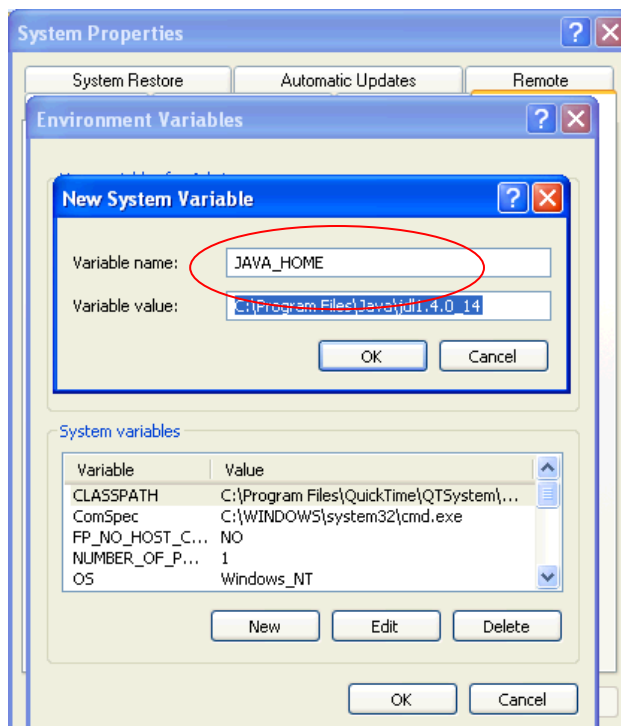 System Properties
System Restore Automatic Updates Remote
Environment Variables
New System Variable
Variable name: JAVA_HOME
Variable value: C:\Program Files\Java\jdl1.4.0_14
OK Cancel
System variables
Variable Value
CLASSPATH C:\Program Files\QuickTime\QTSystem\...
ComSpec C:\WINDOWS\system32\cmd.exe
FP_NO_HOST_C... NO
NUMBER_OF_P... 1
OS Windows_NT
New Edit Delete
OK Cancel